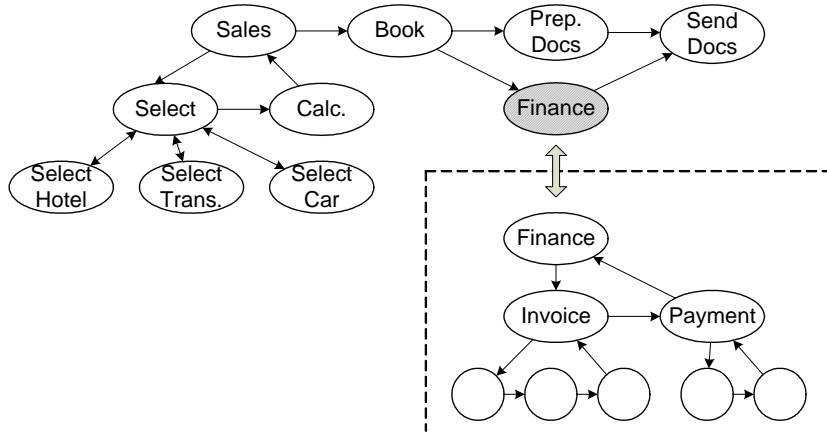 Sales
Book
Prep.
Docs
Send
Docs
Select
Calc.
Finance
Select
Hotel
Select
Trans.
Select
Car
Finance
Invoice
Payment